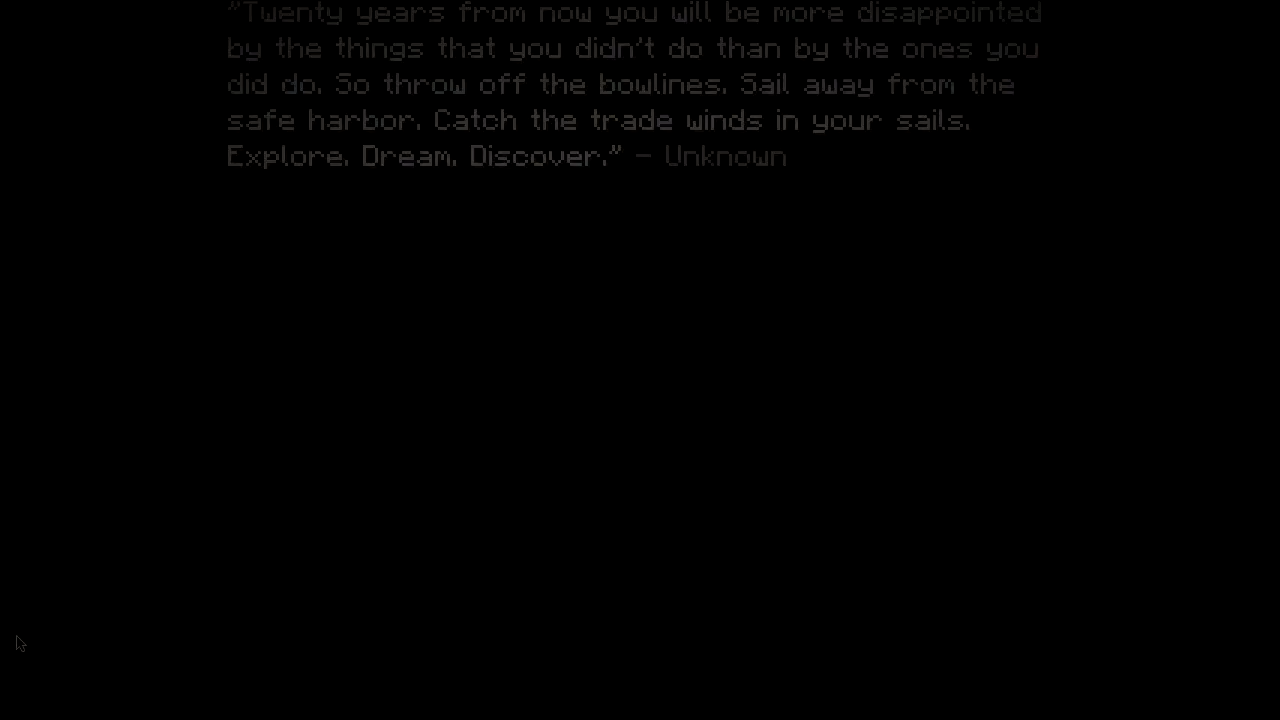 "Twenty years from now you will be more disappointed
by the things that you didn't do than by the ones you
did do. So throw off the bowlines. Sail away from the
safe harbor. Catch the trade winds in your sails.
Explore. Dream. Discover." – Unknown